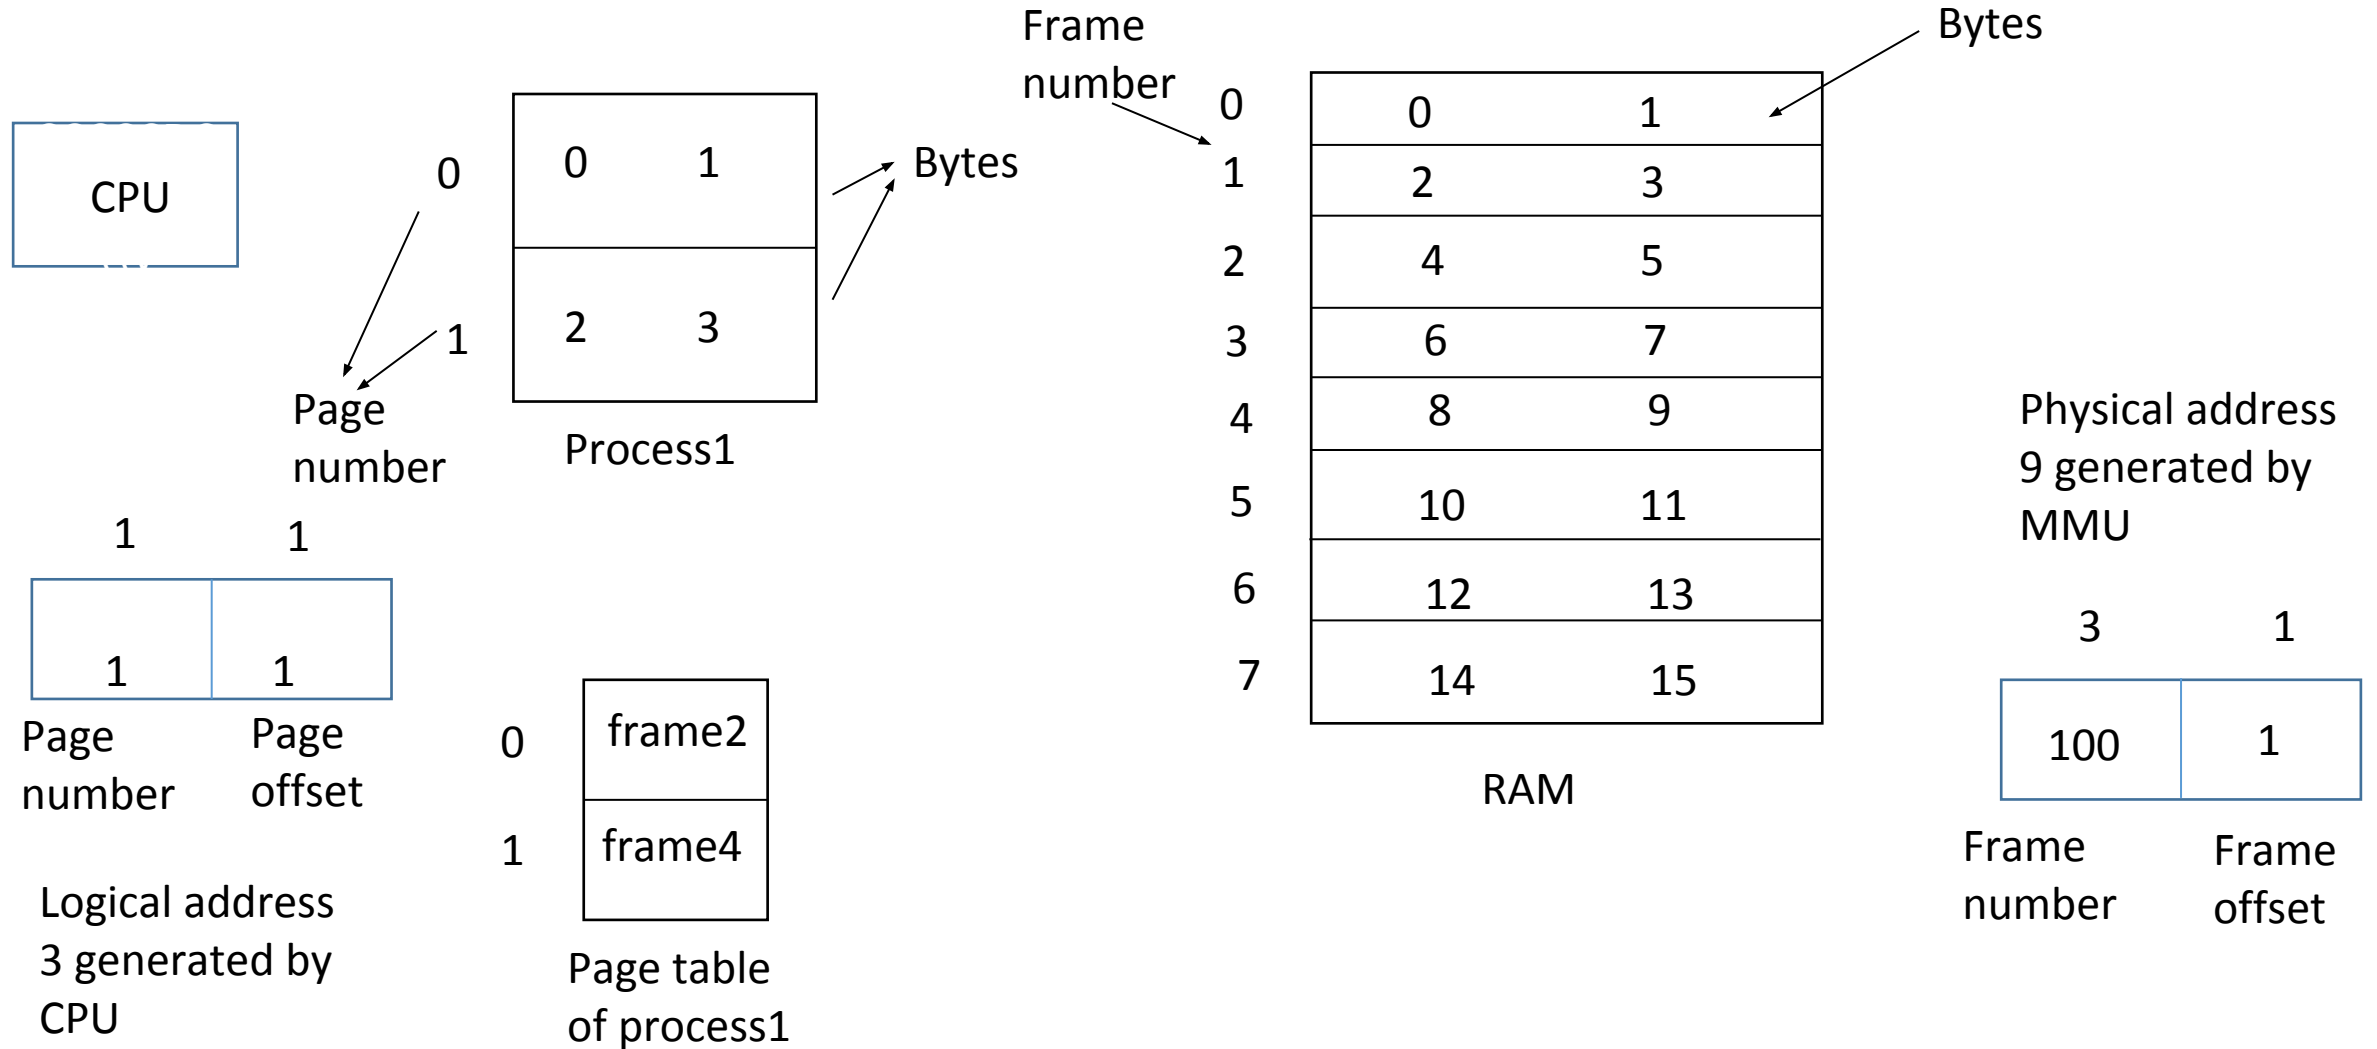 CPU
0
1
Page
number
0 1
2 3
Process1
Bytes
1 1
1 1
Page
number
Page
offset
Logical address
3 generated by
CPU
0
1
frame2
frame4
Page table
of process1
Frame
number
Bytes
0 0 1
1 2 3
2 4 5
3 6 7
4 8 9
5 10 11
6 12 13
7 14 15
RAM
Physical address
9 generated by
MMU
3 1
100 1
Frame
number
Frame
offset